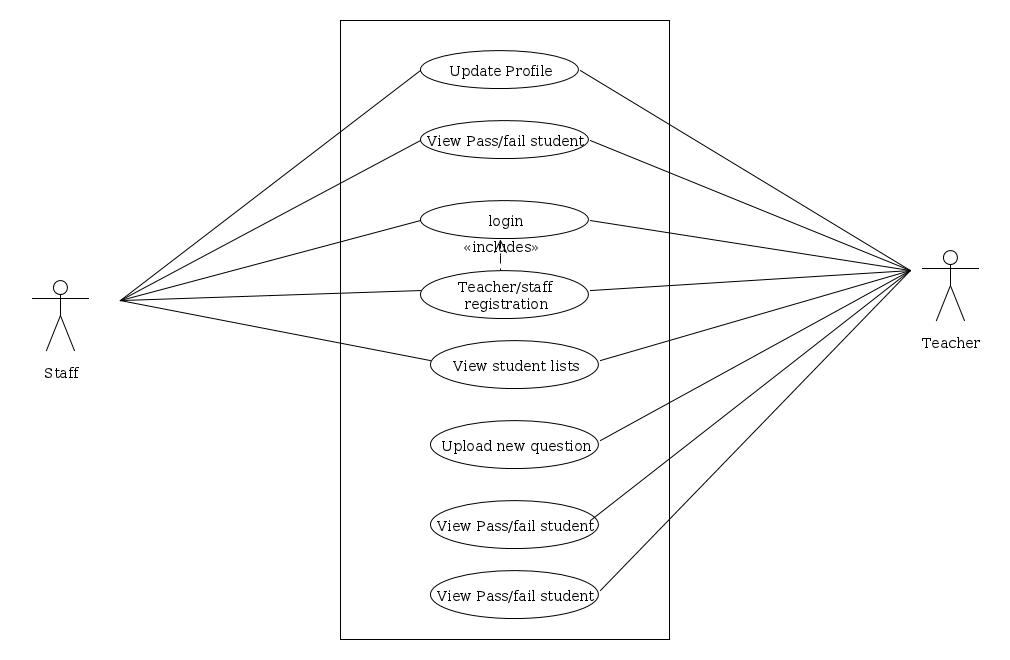 Update Profile
View Pass/fail student
login
«includes»
Teacher/staff
registration
View student lists
Upload new question
View Pass/fail student
View Pass/fail student
Staff
Teacher